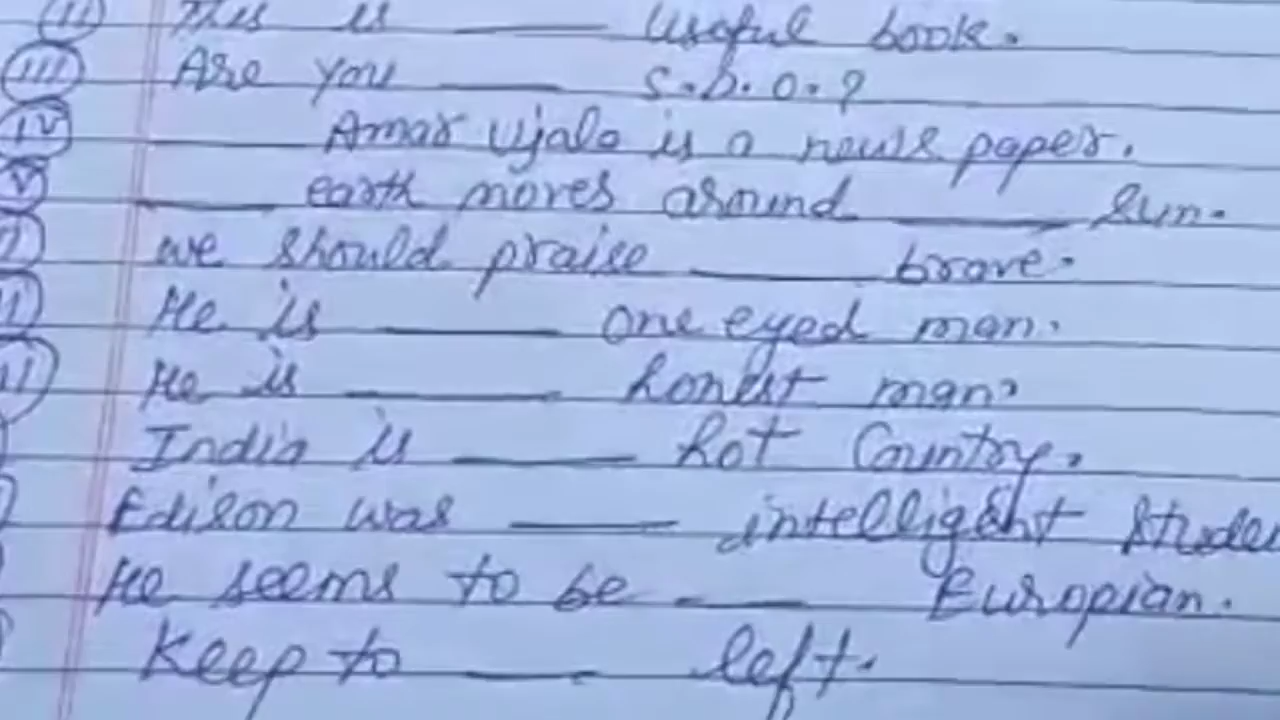 (ii) This is ______ useful book.
(iii) Are you ______ S.D.O.?
(iv) ______ Amar Ujala is a news paper.
(v) ______ earth moves around ______ sun.
we should praise ______ brave.
He is ______ one eyed man.
He is ______ honest man.
India is ______ hot Country.
Edison was ______ intelligent
He seems to be ______ Europian.
Keep to ______ left.